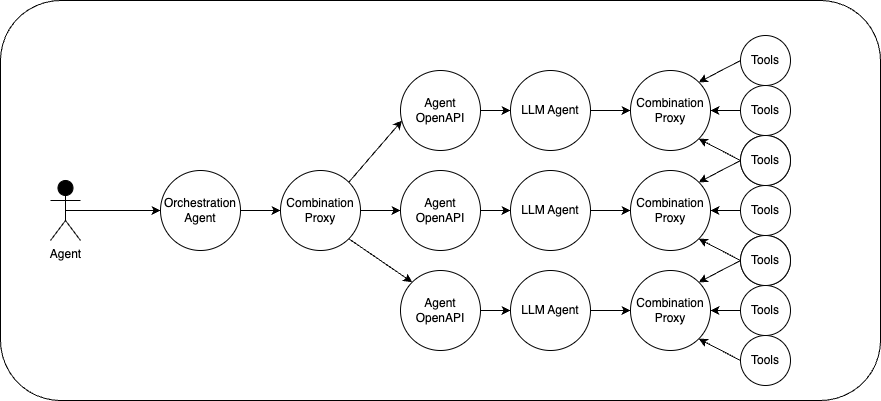 Agent
Orchestration
Agent
Combination
Proxy
Agent
OpenAPI
LLM Agent
Combination
Proxy
Agent
OpenAPI
LLM Agent
Combination
Proxy
Agent
OpenAPI
LLM Agent
Combination
Proxy
Tools
Tools
Tools
Tools
Tools
Tools
Tools